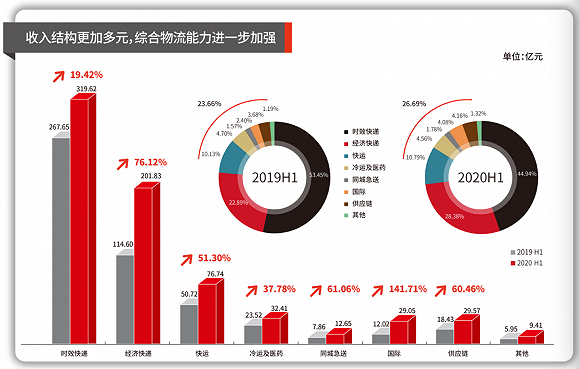 收入结构更加多元，综合物流能力进一步加强
单位：亿元
19.42%
319.62
267.65
76.12%
201.83
114.60
51.30%
76.74
50.72
37.78%
32.41
23.52
61.06%
12.65
7.86
141.71%
29.05
12.02
60.46%
29.57
18.43
9.41
5.95
23.66%
1.19%
3.68%
2.40%
1.57%
4.70%
10.13%
22.89%
53.45%
2019H1
时效快递
经济快递
快运
冷运及医药
同城急送
国际
供应链
其他
26.69%
1.32%
4.16%
4.08%
1.78%
4.56%
10.79%
28.38%
44.94%
2020H1
2019 H1
2020 H1
时效快递 经济快递 快运 冷运及医药 同城急送 国际 供应链 其他